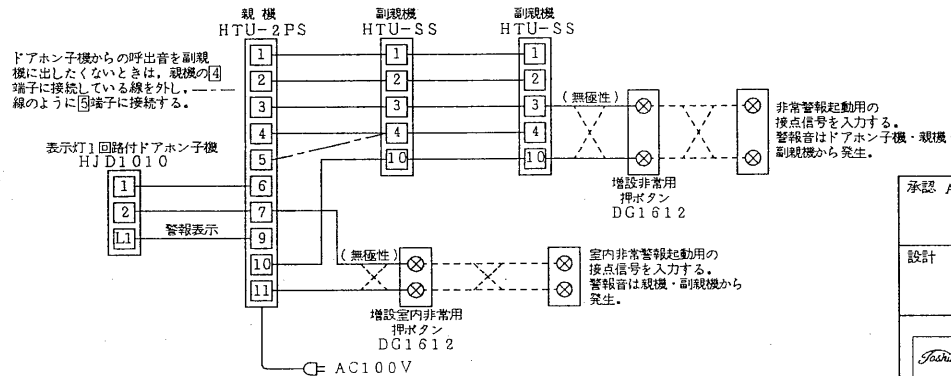 親機
HTU-2PS
副親機
HTU-SS
副親機
HTU-SS
ドアホン子機からの呼出音を副親
機に出したくないときは，親機の4
端子に接続している線を外し，-----
線のように5端子に接続する。
1
2
3
4
5
6
7
9
10
11
1
2
3
4
10
1
2
3
4
10
(無極性)
増設非常用
押ボタン
DG1612
非常警報起動用の
接点信号を入力する。
警報音はドアホン子機・親機
副親機から発生。
表示灯1回路付ドアホン子機
HJD1010
1
2
L1
警報表示
(無極性)
増設室内非常用
押ボタン
DG1612
室内非常警報起動用の
接点信号を入力する。
警報音は親機・副親機から
発生。
AC100V
承認 A
設計